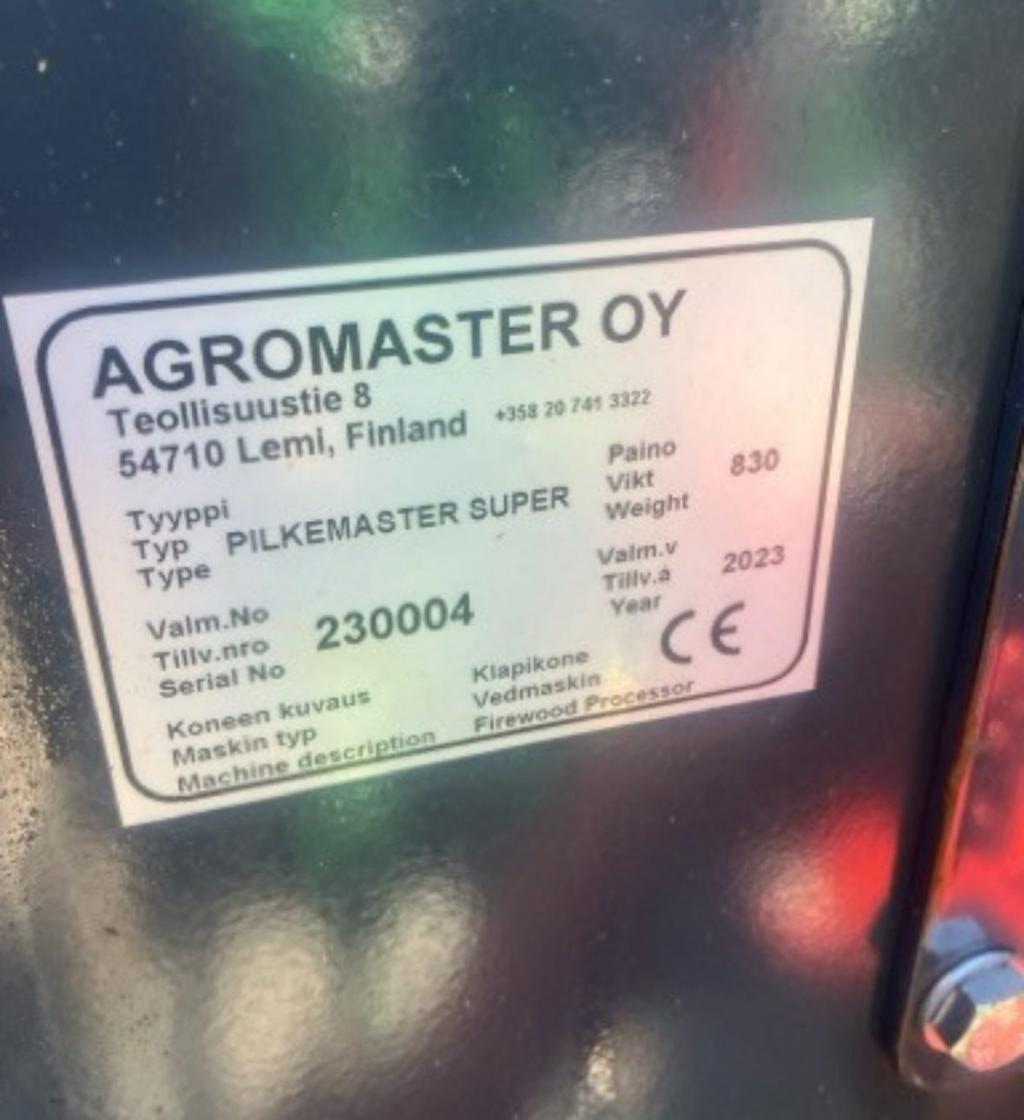 AGROMASTER OY
Teollisuustie 8
54710 Lemi, Finland +358 20 741 3322
Tyyppi
Typ PILKEMASTER SUPER
Type
Paino
Vikt 830
Weight
Valm.No
Tillv.nro 230004
Serial No
Valm.v
Tillv.a 2023
Year
CE
Koneen kuvaus Klapikone
Maskin typ Vedmaskin
Machine description Firewood Processor